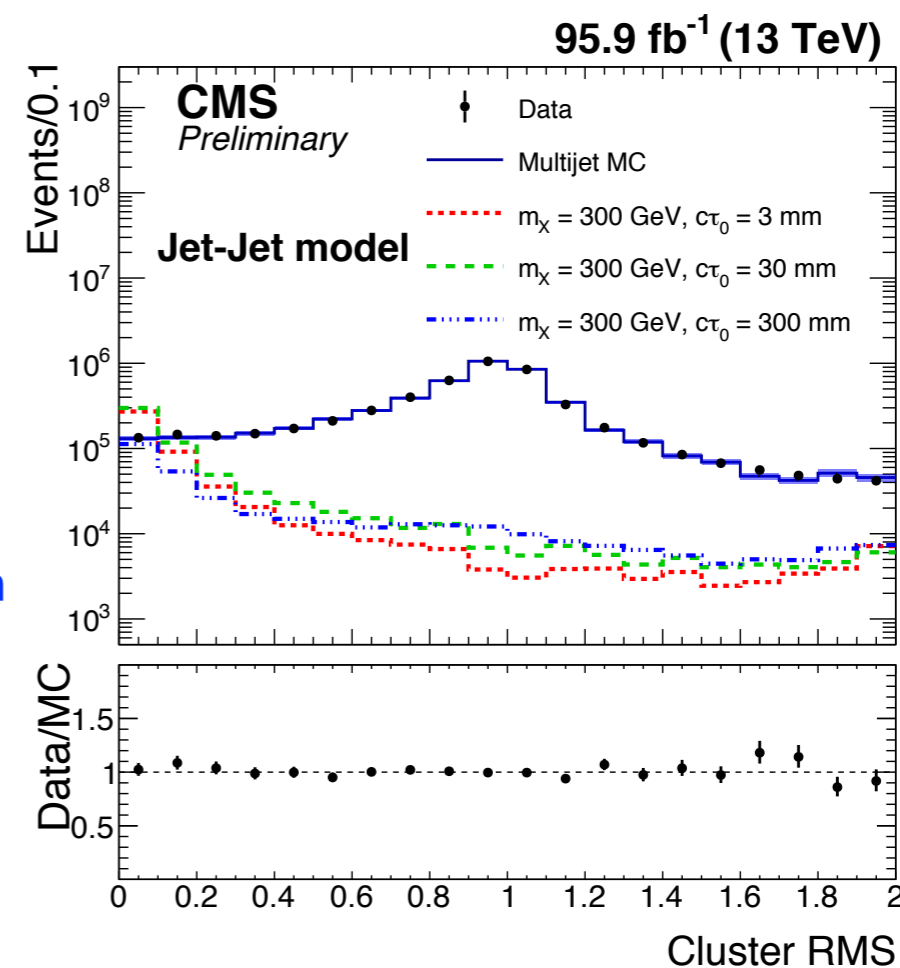 95.9 fb⁻¹ (13 TeV)
Events/0.1
CMS
Preliminary
Data
Multijet MC
m_X = 300 GeV, cτ₀ = 3 mm
Jet-Jet model
m_X = 300 GeV, cτ₀ = 30 mm
m_X = 300 GeV, cτ₀ = 300 mm
10⁹
10⁸
10⁷
10⁶
10⁵
10⁴
10³
Data/MC
1.5
1
0.5
0 0.2 0.4 0.6 0.8 1 1.2 1.4 1.6 1.8 2
Cluster RMS